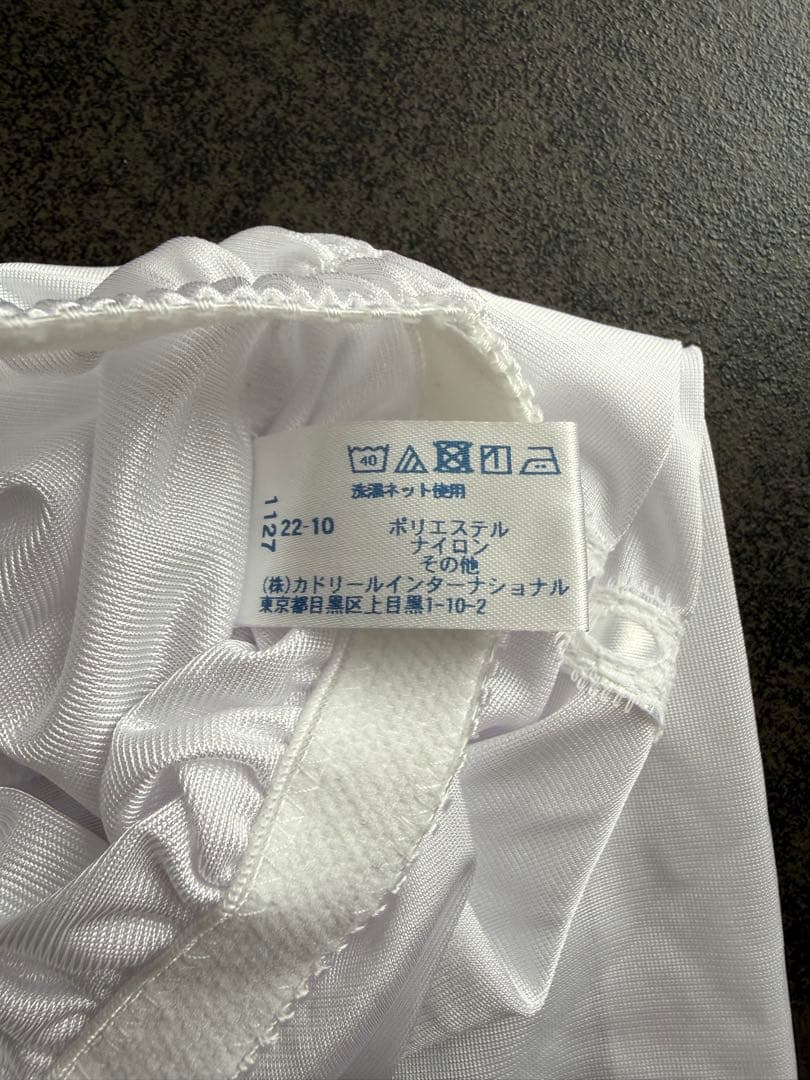 40
洗濯ネット使用
1127
22-10
ポリエステル
ナイロン
その他
(株)カドリールインターナショナル
東京都目黒区上目黒1-10-2